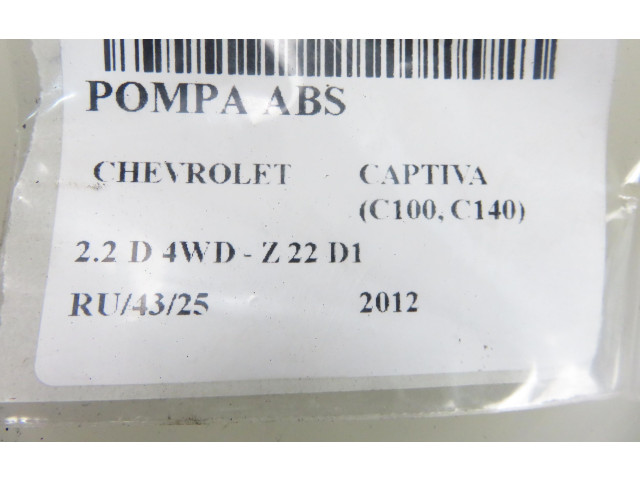 POMPA ABS
CHEVROLET CAPTIVA
(C100, C140)
2.2 D 4WD - Z 22 D1
RU/43/25 2012